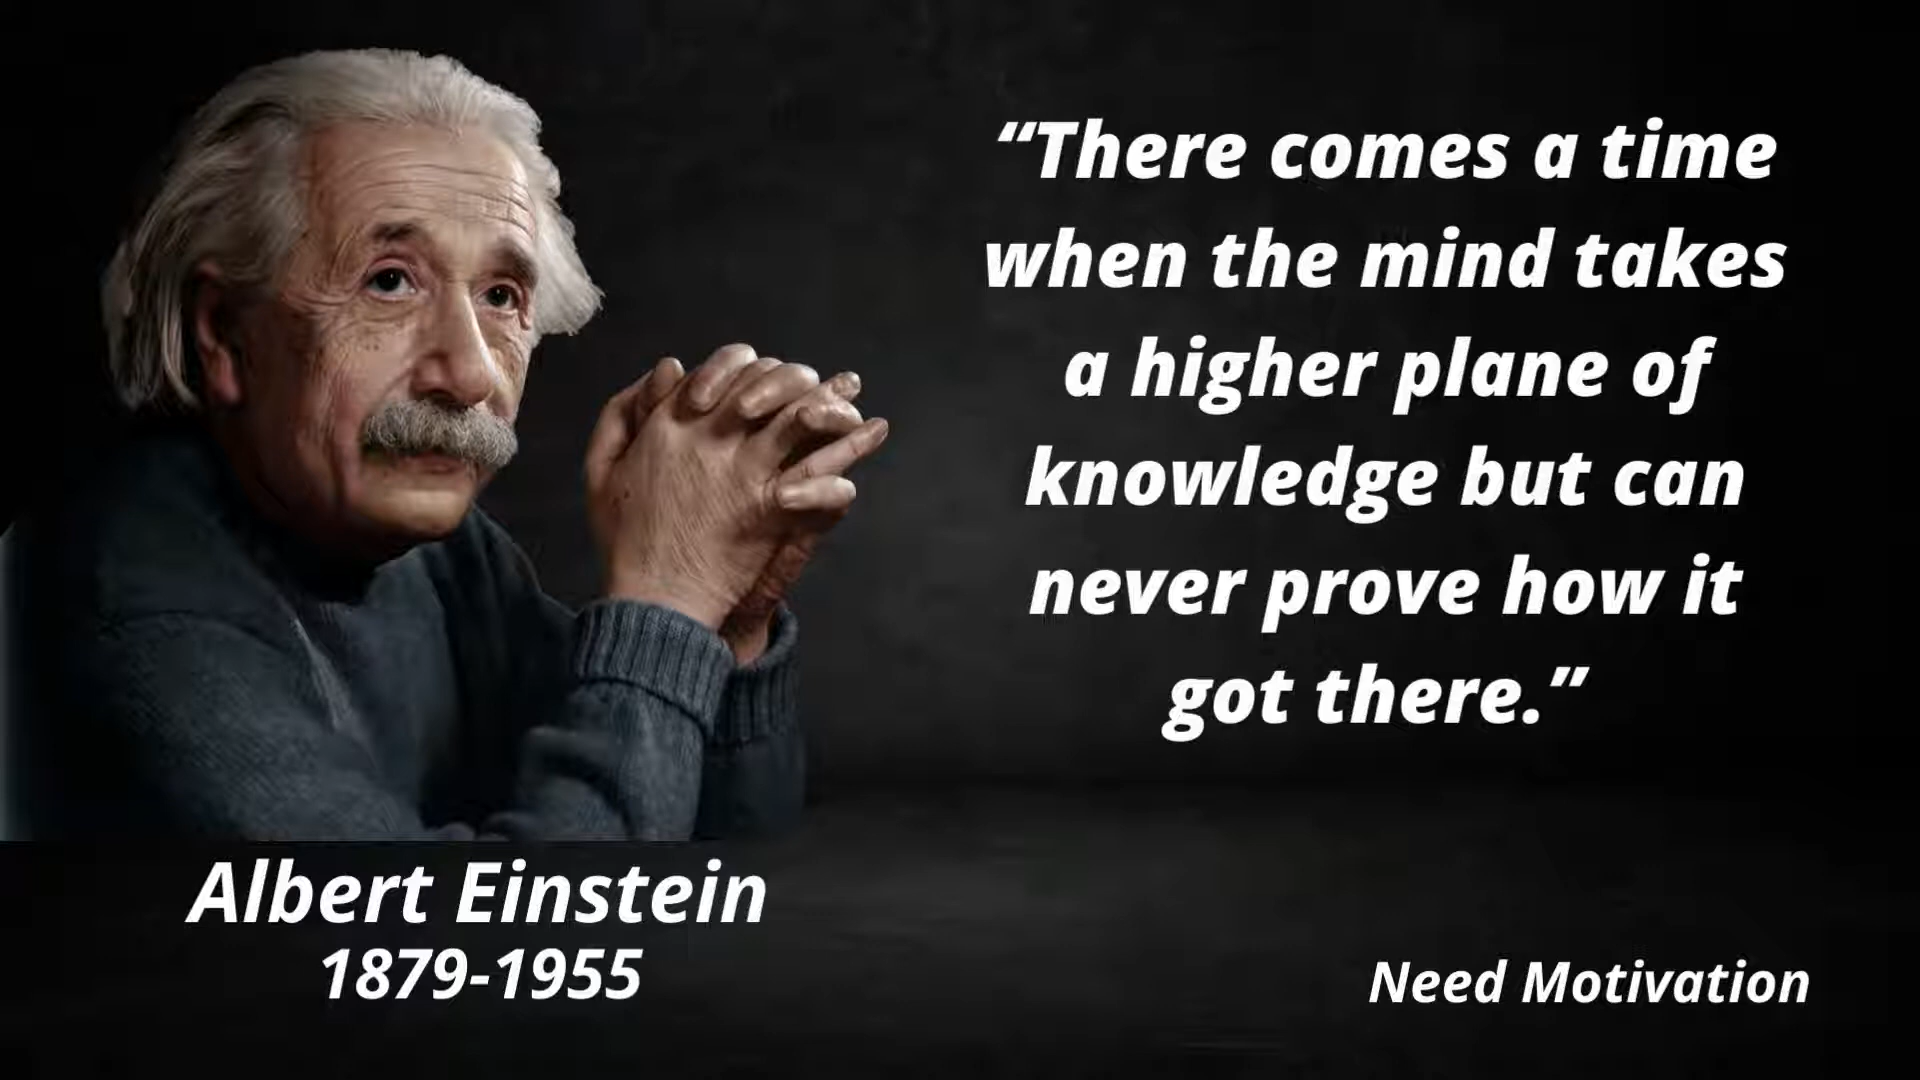 “There comes a time
when the mind takes
a higher plane of
knowledge but can
never prove how it
got there.”
Albert Einstein
1879-1955
Need Motivation